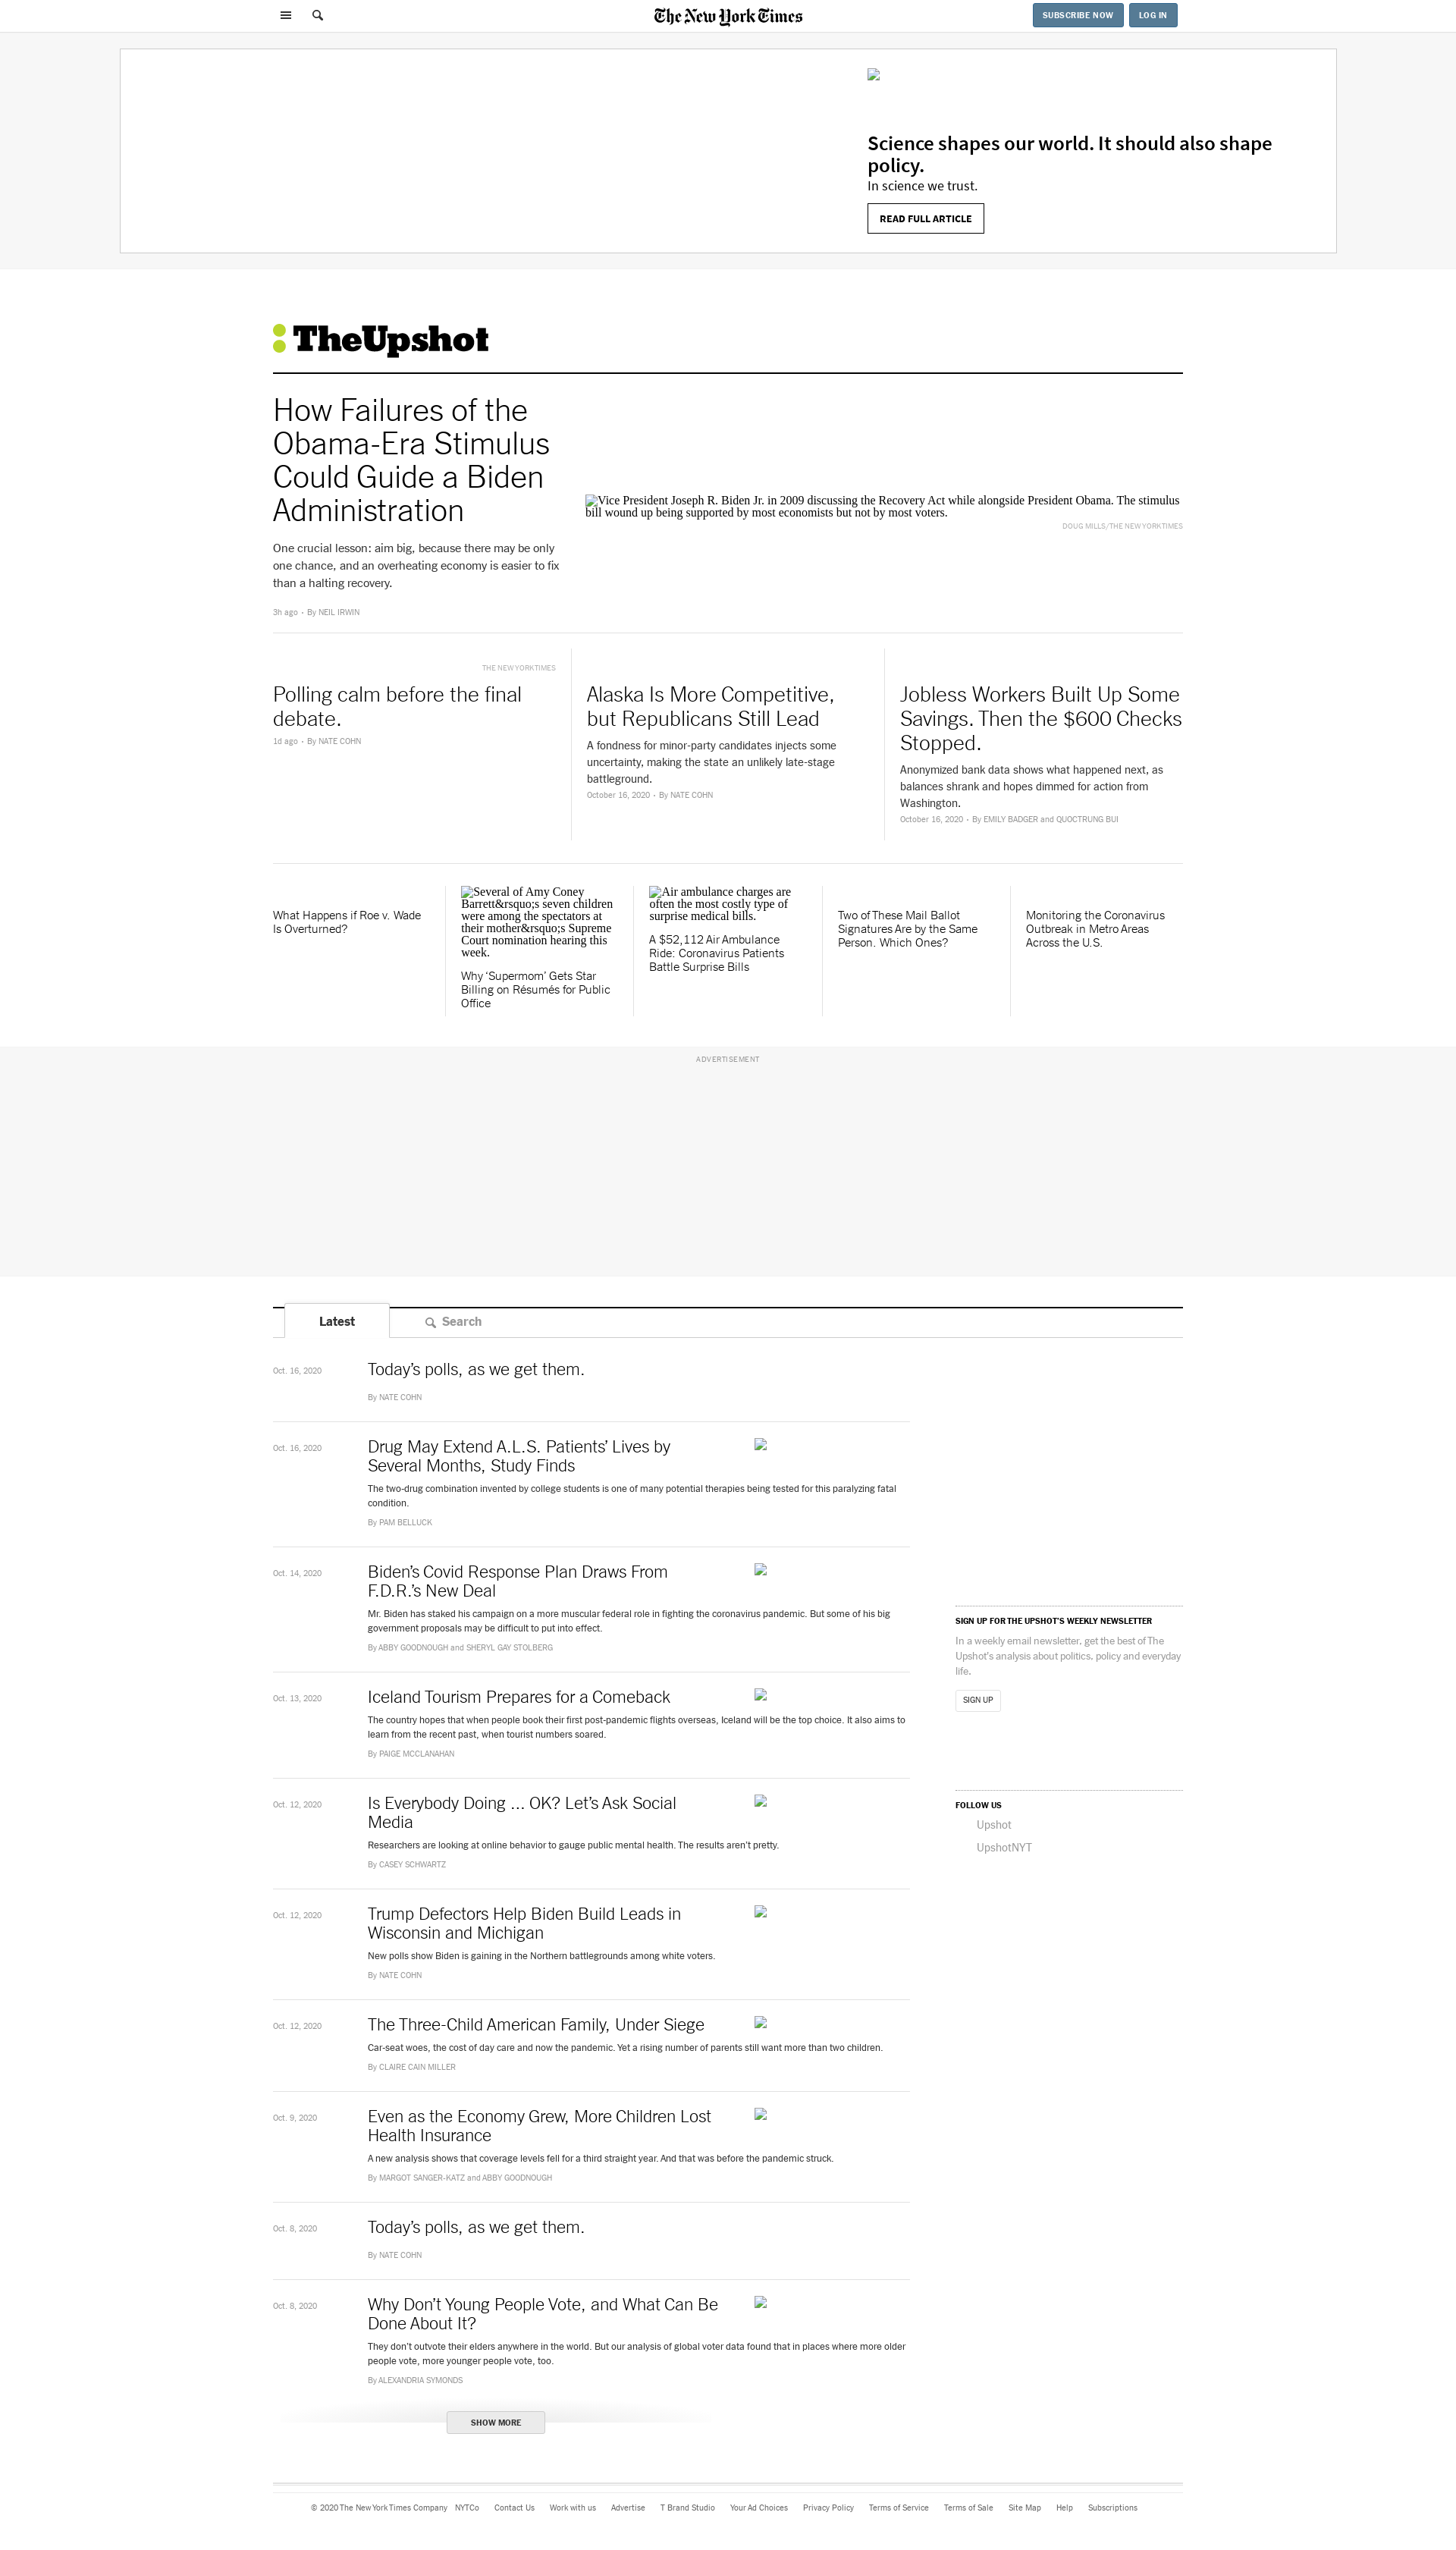 The New York Times
SUBSCRIBE NOW
LOG IN
Science shapes our world. It should also shape
policy.
In science we trust.
READ FULL ARTICLE
TheUpshot
How Failures of the
Obama-Era Stimulus
Could Guide a Biden
Administration
One crucial lesson: aim big, because there may be only
one chance, and an overheating economy is easier to fix
than a halting recovery.
3h ago • By NEIL IRWIN
Vice President Joseph R. Biden Jr. in 2009 discussing the Recovery Act while alongside President Obama. The stimulus
bill wound up being supported by most economists but not by most voters.
DOUG MILLS/THE NEW YORK TIMES
THE NEW YORK TIMES
Polling calm before the final
debate.
1d ago • By NATE COHN
Alaska Is More Competitive,
but Republicans Still Lead
A fondness for minor-party candidates injects some
uncertainty, making the state an unlikely late-stage
battleground.
October 16, 2020 • By NATE COHN
Jobless Workers Built Up Some
Savings. Then the $600 Checks
Stopped.
Anonymized bank data shows what happened next, as
balances shrank and hopes dimmed for action from
Washington.
October 16, 2020 • By EMILY BADGER and QUOCTRUNG BUI
What Happens if Roe v. Wade
Is Overturned?
Several of Amy Coney
Barrett&rsquo;s seven children
were among the spectators at
their mother&rsquo;s Supreme
Court nomination hearing this
week.
Why ‘Supermom’ Gets Star
Billing on Résumés for Public
Office
Air ambulance charges are
often the most costly type of
surprise medical bills.
A $52,112 Air Ambulance
Ride: Coronavirus Patients
Battle Surprise Bills
Two of These Mail Ballot
Signatures Are by the Same
Person. Which Ones?
Monitoring the Coronavirus
Outbreak in Metro Areas
Across the U.S.
ADVERTISEMENT
Latest
Search
Oct. 16, 2020
Today’s polls, as we get them.
By NATE COHN
Oct. 16, 2020
Drug May Extend A.L.S. Patients’ Lives by
Several Months, Study Finds
The two-drug combination invented by college students is one of many potential therapies being tested for this paralyzing fatal
condition.
By PAM BELLUCK
Oct. 14, 2020
Biden’s Covid Response Plan Draws From
F.D.R.’s New Deal
Mr. Biden has staked his campaign on a more muscular federal role in fighting the coronavirus pandemic. But some of his big
government proposals may be difficult to put into effect.
By ABBY GOODNOUGH and SHERYL GAY STOLBERG
Oct. 13, 2020
Iceland Tourism Prepares for a Comeback
The country hopes that when people book their first post-pandemic flights overseas, Iceland will be the top choice. It also aims to
learn from the recent past, when tourist numbers soared.
By PAIGE MCCLANAHAN
Oct. 12, 2020
Is Everybody Doing ... OK? Let’s Ask Social
Media
Researchers are looking at online behavior to gauge public mental health. The results aren’t pretty.
By CASEY SCHWARTZ
Oct. 12, 2020
Trump Defectors Help Biden Build Leads in
Wisconsin and Michigan
New polls show Biden is gaining in the Northern battlegrounds among white voters.
By NATE COHN
Oct. 12, 2020
The Three-Child American Family, Under Siege
Car-seat woes, the cost of day care and now the pandemic. Yet a rising number of parents still want more than two children.
By CLAIRE CAIN MILLER
Oct. 9, 2020
Even as the Economy Grew, More Children Lost
Health Insurance
A new analysis shows that coverage levels fell for a third straight year. And that was before the pandemic struck.
By MARGOT SANGER-KATZ and ABBY GOODNOUGH
Oct. 8, 2020
Today’s polls, as we get them.
By NATE COHN
Oct. 8, 2020
Why Don’t Young People Vote, and What Can Be
Done About It?
They don’t outvote their elders anywhere in the world. But our analysis of global voter data found that in places where more older
people vote, more younger people vote, too.
By ALEXANDRIA SYMONDS
SHOW MORE
SIGN UP FOR THE UPSHOT’S WEEKLY NEWSLETTER
In a weekly email newsletter, get the best of The
Upshot’s analysis about politics, policy and everyday
life.
SIGN UP
FOLLOW US
Upshot
UpshotNYT
© 2020 The New York Times Company NYTCo Contact Us Work with us Advertise T Brand Studio Your Ad Choices Privacy Policy Terms of Service Terms of Sale Site Map Help Subscriptions